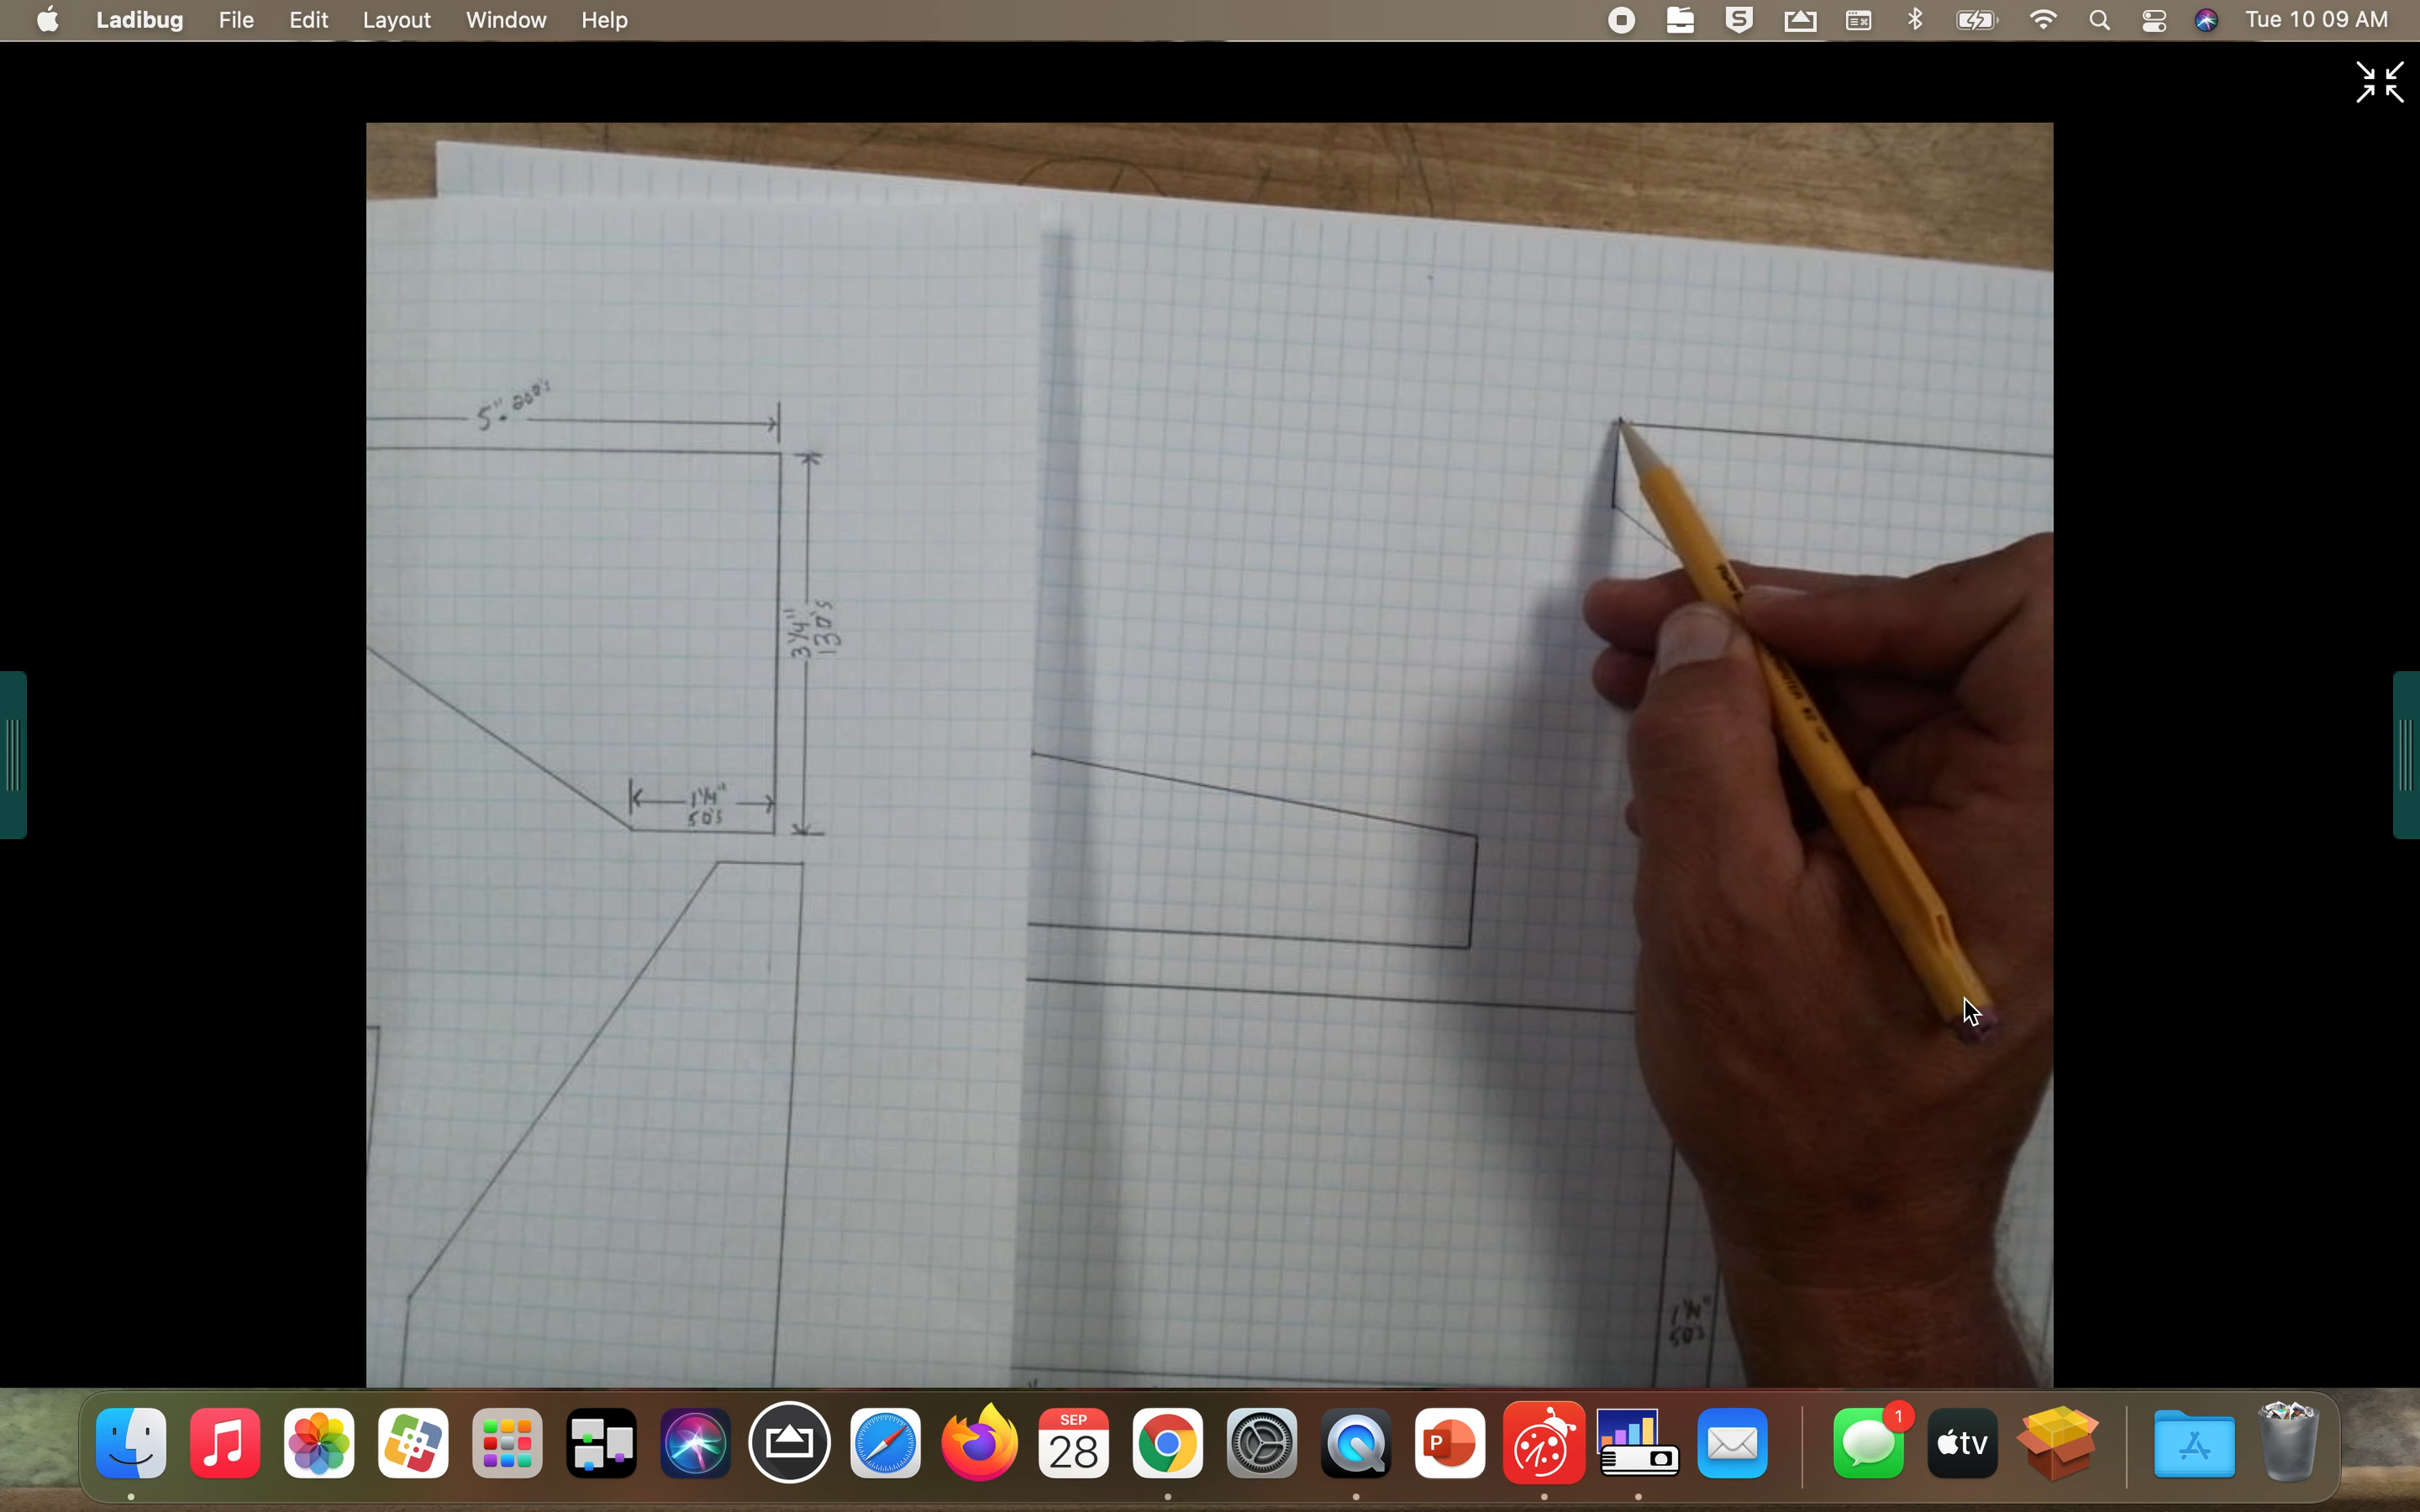 Ladibug File Edit Layout Window Help
S
Tue 10 09 AM
5" 200's
3 1/4"
130's
1 1/4"
50's
1 1/4"
50's
SEP
28
P
1
tv